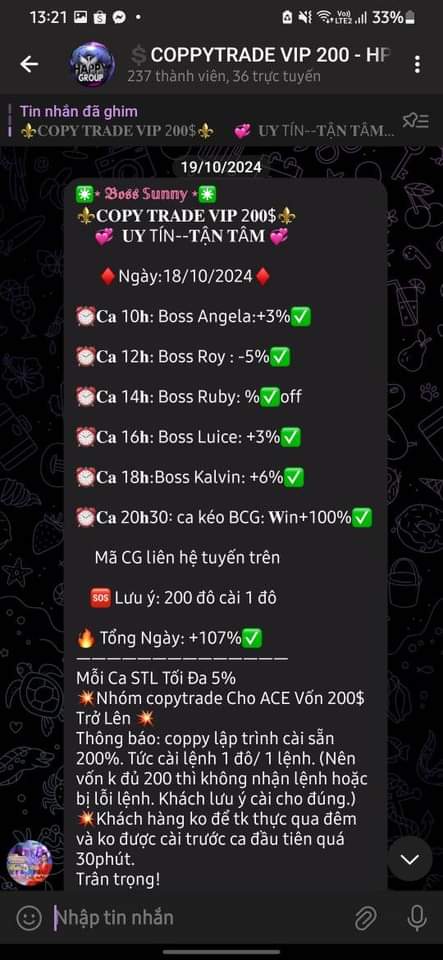 13:21
Vo))
LTE2
33%
HAPPY
GROUP
$ COPPYTRADE VIP 200 - HP
237 thành viên, 36 trực tuyến
Tin nhắn đã ghim
⚜️COPY TRADE VIP 200$⚜️ 💞 UY TÍN--TẬN TÂM...
19/10/2024
✳️⋆ 𝕭𝖔𝖘𝖘 𝕊𝕦𝕟𝕟𝕪 ⋆✳️
⚜️𝐂𝐎𝐏𝐘 𝐓𝐑𝐀𝐃𝐄 𝐕𝐈𝐏 𝟐𝟎𝟎$⚜️
💞 𝐔𝐘 TÍN--TẬN TÂM 💞
♦️Ngày:18/10/2024♦️
⏰𝐂𝐚 10𝐡: Boss Angela:+3%✅
⏰𝐂𝐚 12𝐡: Boss Roy : -5%✅
⏰𝐂𝐚 14𝐡: Boss Ruby: %✅off
⏰𝐂𝐚 16𝐡: Boss Luice: +3%✅
⏰𝐂𝐚 18𝐡:Boss Kalvin: +6%✅
⏰𝐂𝐚 20𝐡30: ca kéo BCG: 𝐖in+100%✅
Mã CG liên hệ tuyến trên
🆘 Lưu ý: 200 đô cài 1 đô
🔥 Tổng Ngày: +107%✅
——————————————
Mỗi Ca STL Tối Đa 5%
💥Nhóm copytrade Cho ACE Vốn 200$
Trở Lên 💥
Thông báo: coppy lập trình cài sẵn
200%. Tức cài lệnh 1 đô/ 1 lệnh. (Nên
vốn k đủ 200 thì không nhận lệnh hoặc
bị lỗi lệnh. Khách lưu ý cài cho đúng.)
💥Khách hàng ko để tk thực qua đêm
và ko được cài trước ca đầu tiên quá
30phút.
Trân trọng!
Nhập tin nhắn